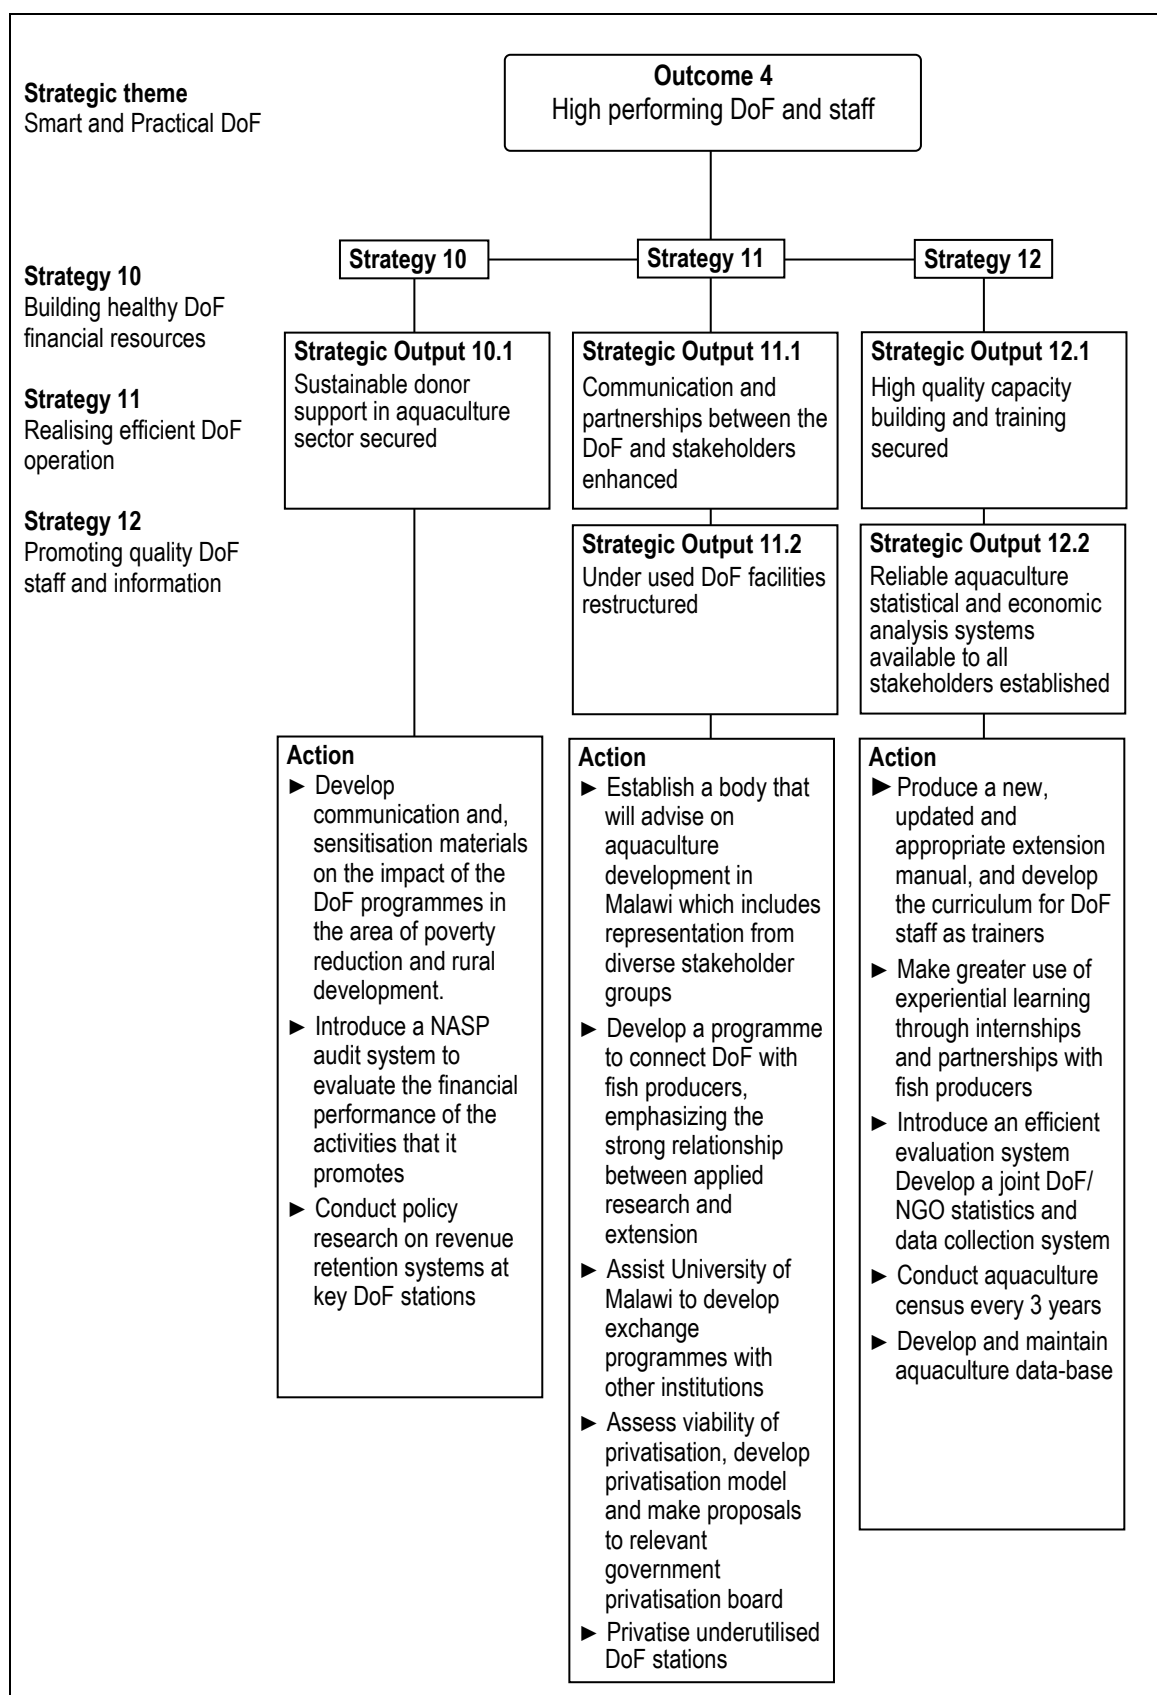 Strategic theme
Smart and Practical DoF
Outcome 4
High performing DoF and staff
Strategy 10
Building healthy DoF
financial resources
Strategy 11
Realising efficient DoF
operation
Strategy 12
Promoting quality DoF
staff and information
Strategy 10
Strategy 11
Strategy 12
Strategic Output 10.1
Sustainable donor
support in aquaculture
sector secured
Strategic Output 11.1
Communication and
partnerships between the
DoF and stakeholders
enhanced
Strategic Output 11.2
Under used DoF facilities
restructured
Strategic Output 12.1
High quality capacity
building and training
secured
Strategic Output 12.2
Reliable aquaculture
statistical and economic
analysis systems
available to all
stakeholders established
Action
► Develop
communication and,
sensitisation materials
on the impact of the
DoF programmes in
the area of poverty
reduction and rural
development.
► Introduce a NASP
audit system to
evaluate the financial
performance of the
activities that it
promotes
► Conduct policy
research on revenue
retention systems at
key DoF stations
Action
► Establish a body that
will advise on
aquaculture
development in
Malawi which includes
representation from
diverse stakeholder
groups
► Develop a programme
to connect DoF with
fish producers,
emphasizing the
strong relationship
between applied
research and
extension
► Assist University of
Malawi to develop
exchange
programmes with
other institutions
► Assess viability of
privatisation, develop
privatisation model
and make proposals
to relevant
government
privatisation board
► Privatise underutilised
DoF stations
Action
► Produce a new,
updated and
appropriate extension
manual, and develop
the curriculum for DoF
staff as trainers
► Make greater use of
experiential learning
through internships
and partnerships with
fish producers
► Introduce an efficient
evaluation system
Develop a joint DoF/
NGO statistics and
data collection system
► Conduct aquaculture
census every 3 years
► Develop and maintain
aquaculture data-base